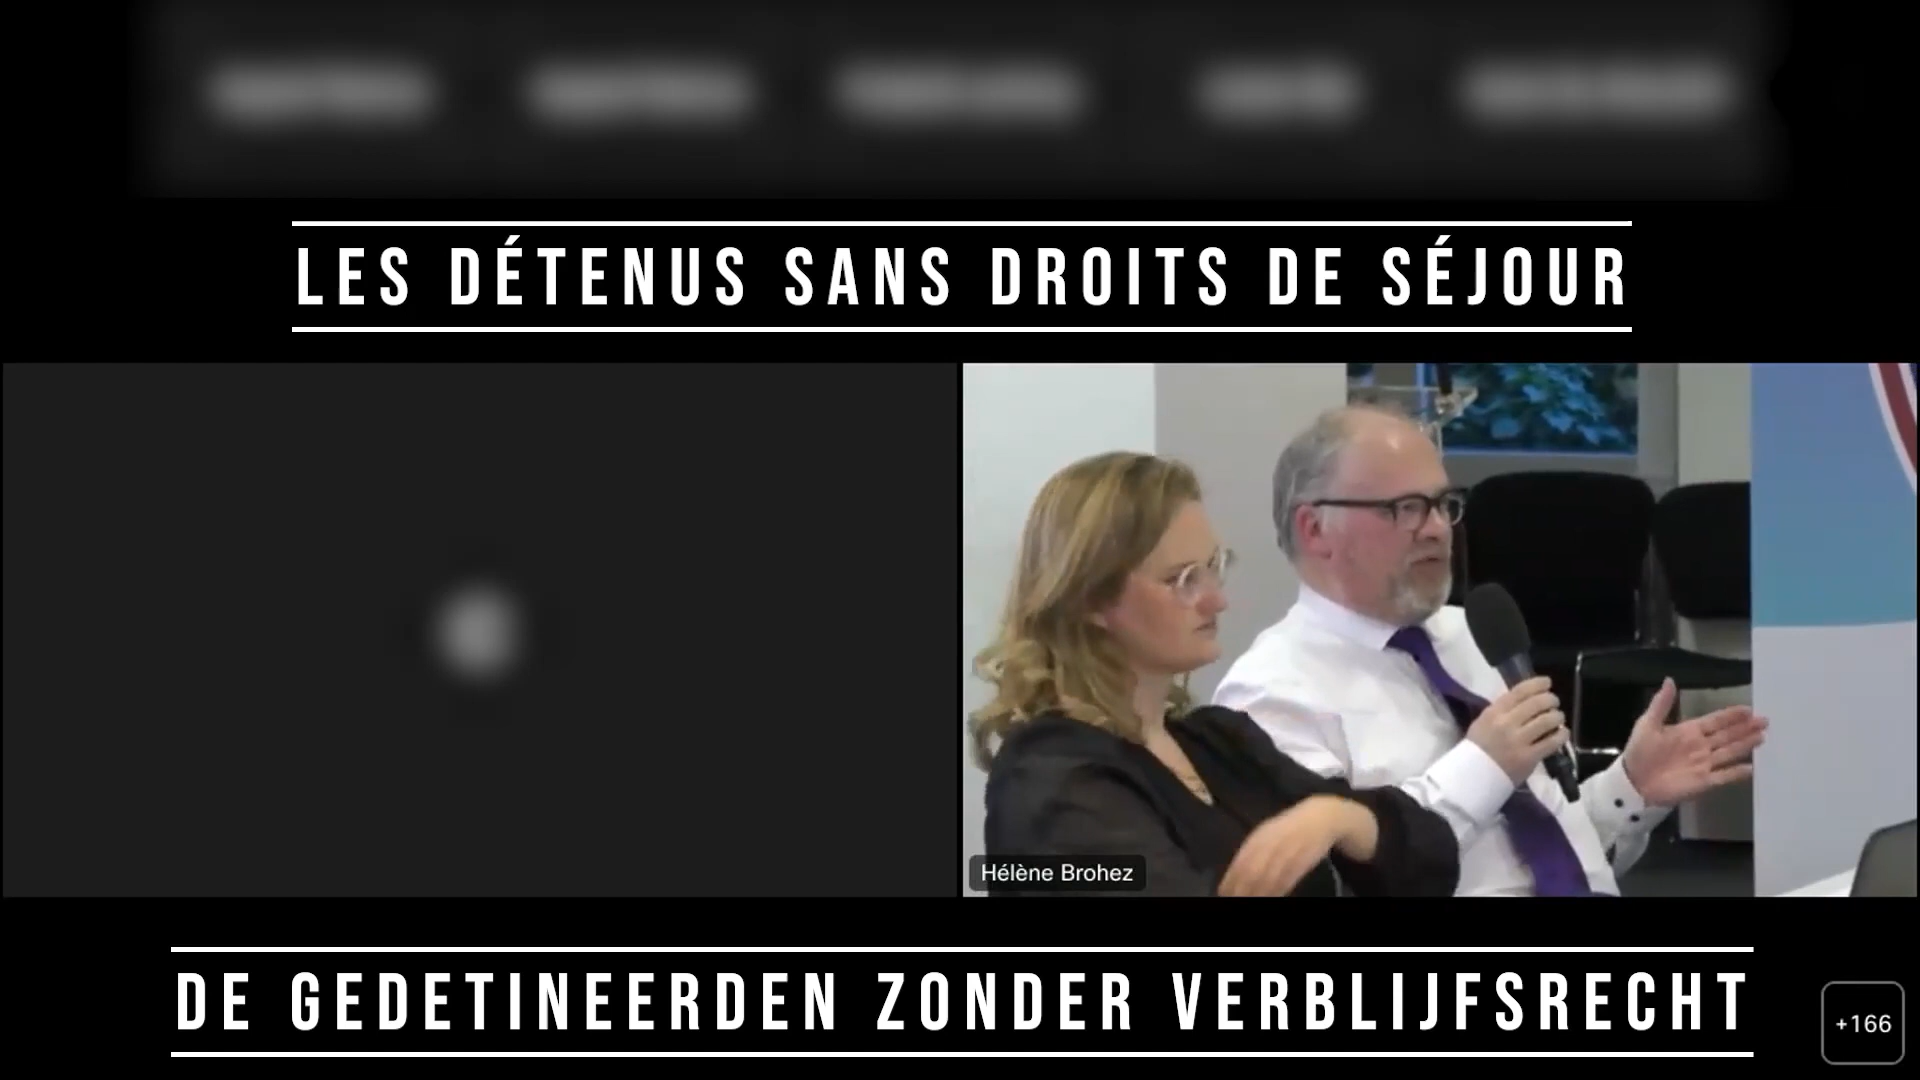 LES DÉTENUS SANS DROITS DE SÉJOUR
Hélène Brohez
DE GEDETINEERDEN ZONDER VERBLIJFSRECHT
+166